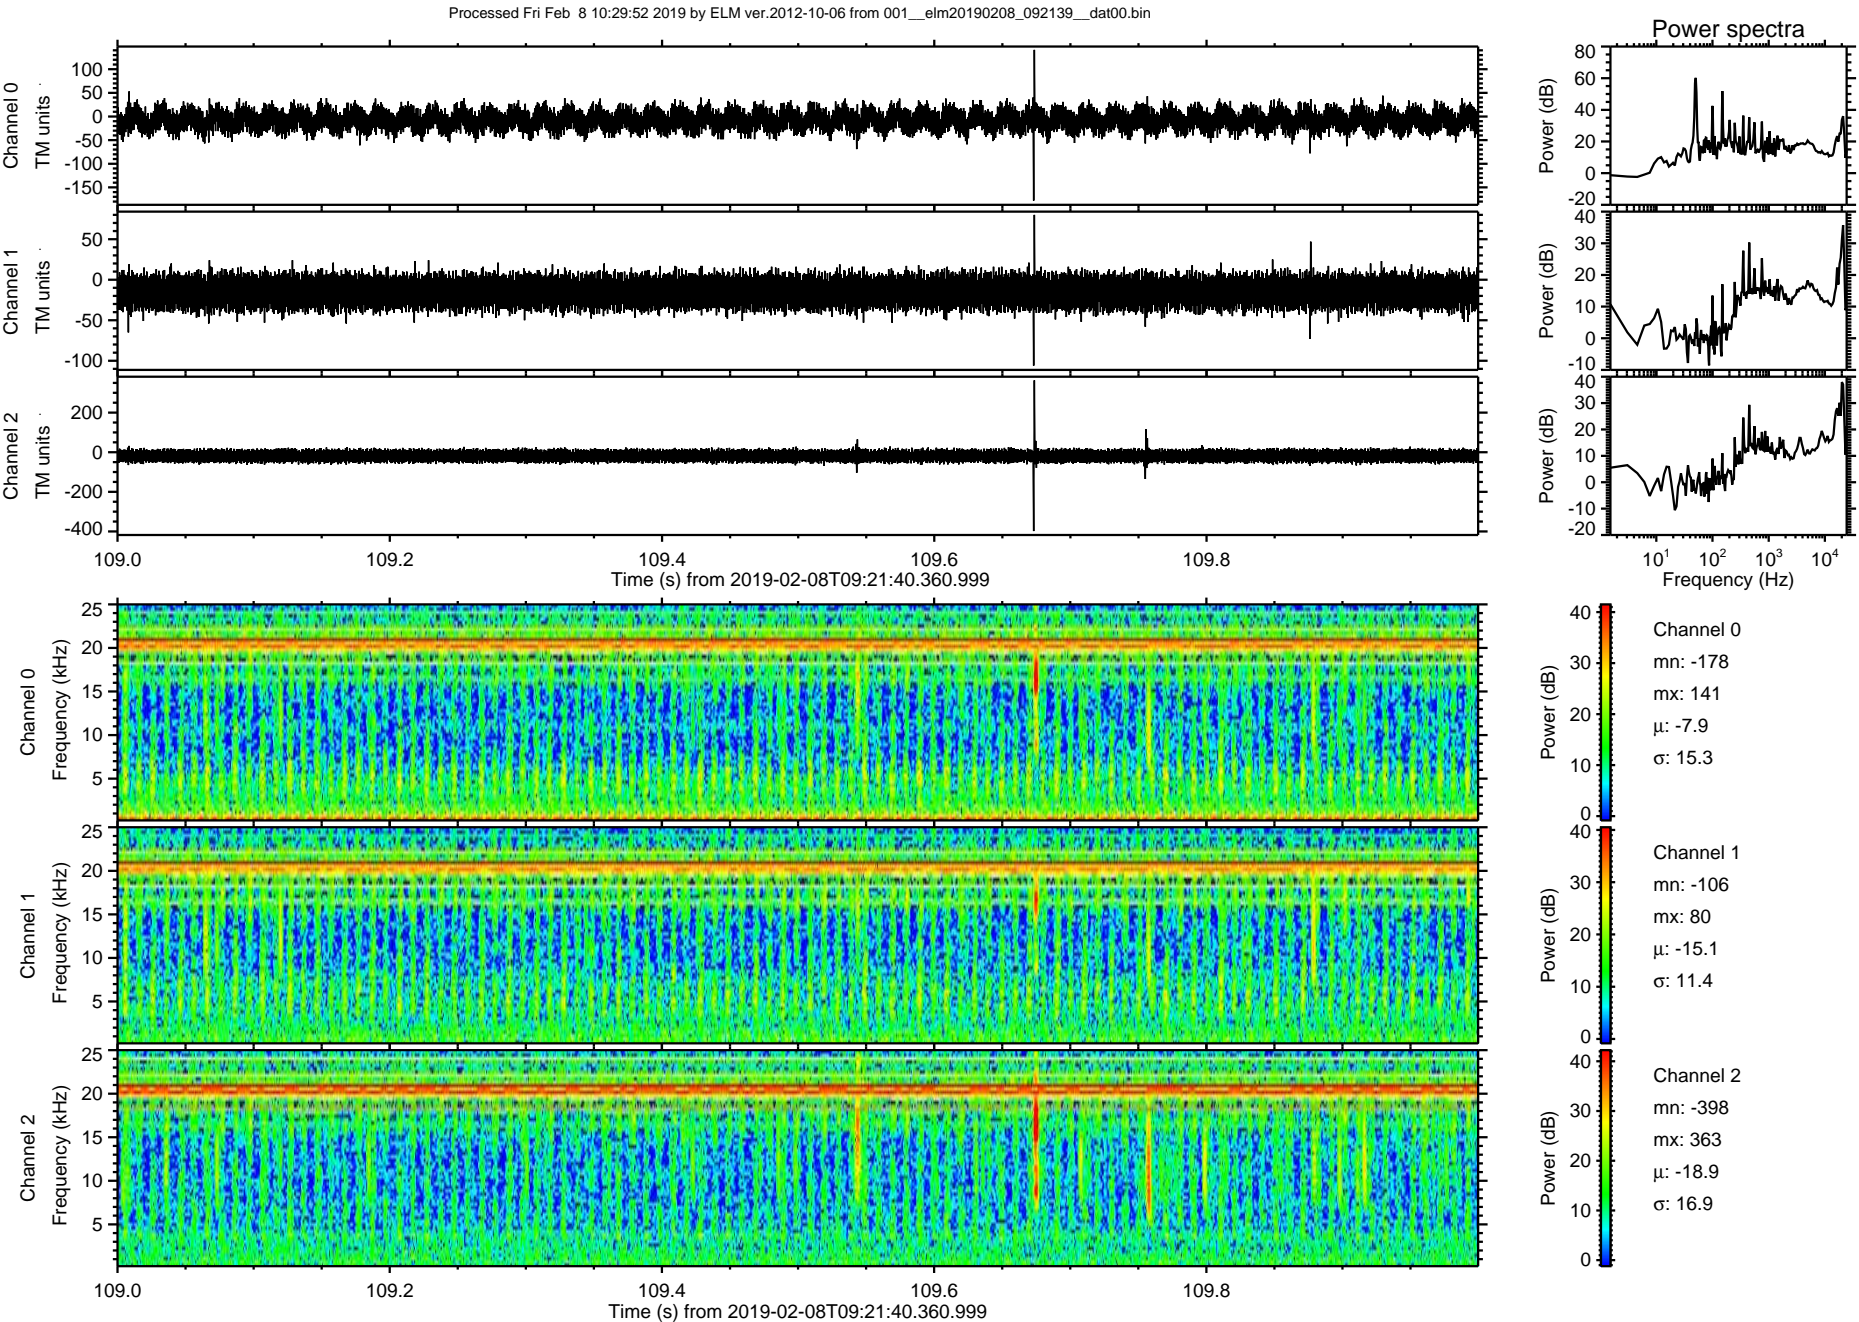 Processed Fri Feb  8 10:29:52 2019 by ELM ver.2012-10-06 from 001__elm20190208_092139__dat00.bin
Power spectra
Channel 0
TM units
100
50
0
-50
-100
-150
Power (dB)
80
60
40
20
0
-20
Channel 1
TM units
50
0
-50
-100
Power (dB)
40
30
20
10
0
-10
Channel 2
TM units
200
0
-200
-400
Power (dB)
40
30
20
10
0
-10
-20
109.0 109.2 109.4 109.6 109.8
Time (s) from 2019-02-08T09:21:40.360.999
10¹ 10² 10³ 10⁴
Frequency (Hz)
Channel 0
Frequency (kHz)
25
20
15
10
5
Power (dB)
40
30
20
10
0
Channel 0
mn: -178
mx: 141
μ: -7.9
σ: 15.3
Channel 1
Frequency (kHz)
25
20
15
10
5
Power (dB)
40
30
20
10
0
Channel 1
mn: -106
mx: 80
μ: -15.1
σ: 11.4
Channel 2
Frequency (kHz)
25
20
15
10
5
Power (dB)
40
30
20
10
0
Channel 2
mn: -398
mx: 363
μ: -18.9
σ: 16.9
109.0 109.2 109.4 109.6 109.8
Time (s) from 2019-02-08T09:21:40.360.999